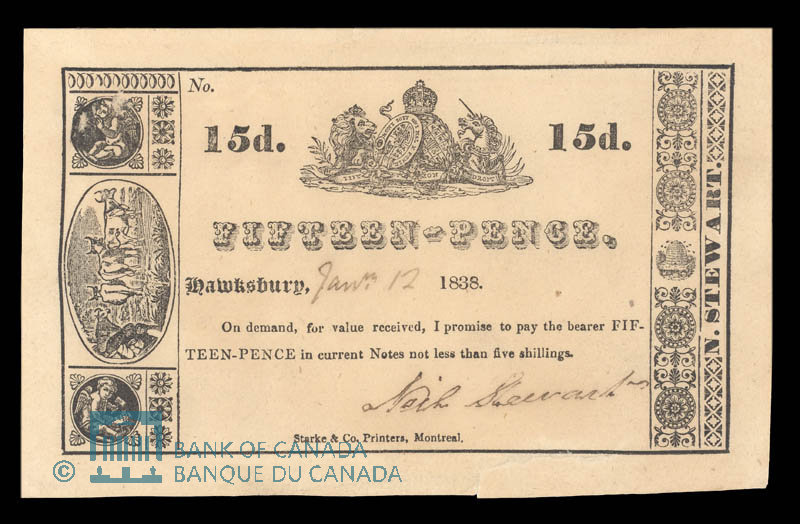 No.
15d. 15d.
FIFTEEN-PENCE.
Hawksbury, Jany 12 1838.
On demand, for value received, I promise to pay the bearer FIF-
TEEN-PENCE in current Notes not less than five shillings.
Neil Stewart
Starke & Co. Printers, Montreal.
N. STEWART.
© BANK OF CANADA
BANQUE DU CANADA